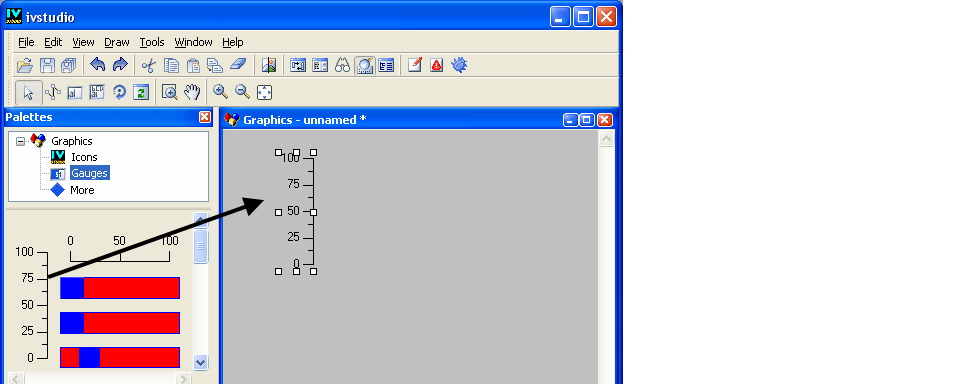 ivstudio
File Edit View Draw Tools Window Help
Palettes
Graphics
Icons
Gauges
More
0 50 100
100
75
50
25
0
Graphics - unnamed *
100
75
50
25
0